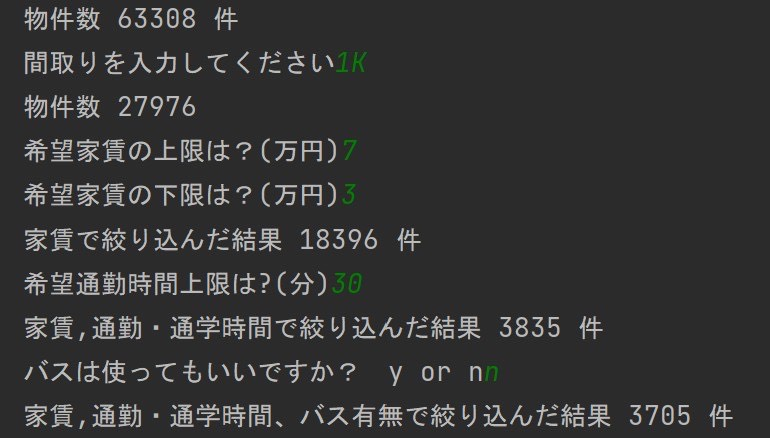 物件数 63308 件
間取りを入力してください1K
物件数 27976
希望家賃の上限は？(万円)7
希望家賃の下限は？(万円)3
家賃で絞り込んだ結果 18396 件
希望通勤時間上限は?(分)30
家賃,通勤・通学時間で絞り込んだ結果 3835 件
バスは使ってもいいですか？ y or nn
家賃,通勤・通学時間、バス有無で絞り込んだ結果 3705 件